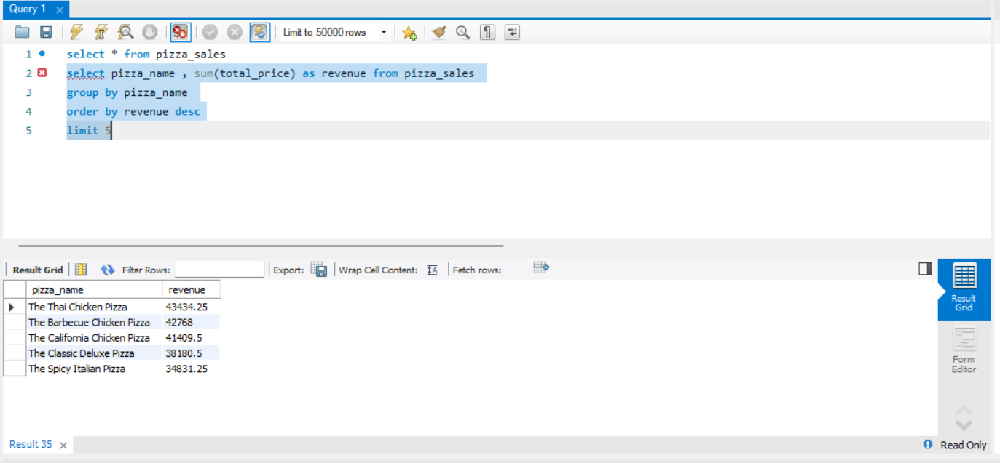 Query 1
Limit to 50000 rows
1 select * from pizza_sales
2 select pizza_name , sum(total_price) as revenue from pizza_sales
3 group by pizza_name
4 order by revenue desc
5 limit 5
Result Grid Filter Rows: Export: Wrap Cell Content: IA Fetch rows:
pizza_name revenue
The Thai Chicken Pizza 43434.25
The Barbecue Chicken Pizza 42768
The California Chicken Pizza 41409.5
The Classic Deluxe Pizza 38180.5
The Spicy Italian Pizza 34831.25
Result
Grid
Form
Editor
Result 35
Read Only